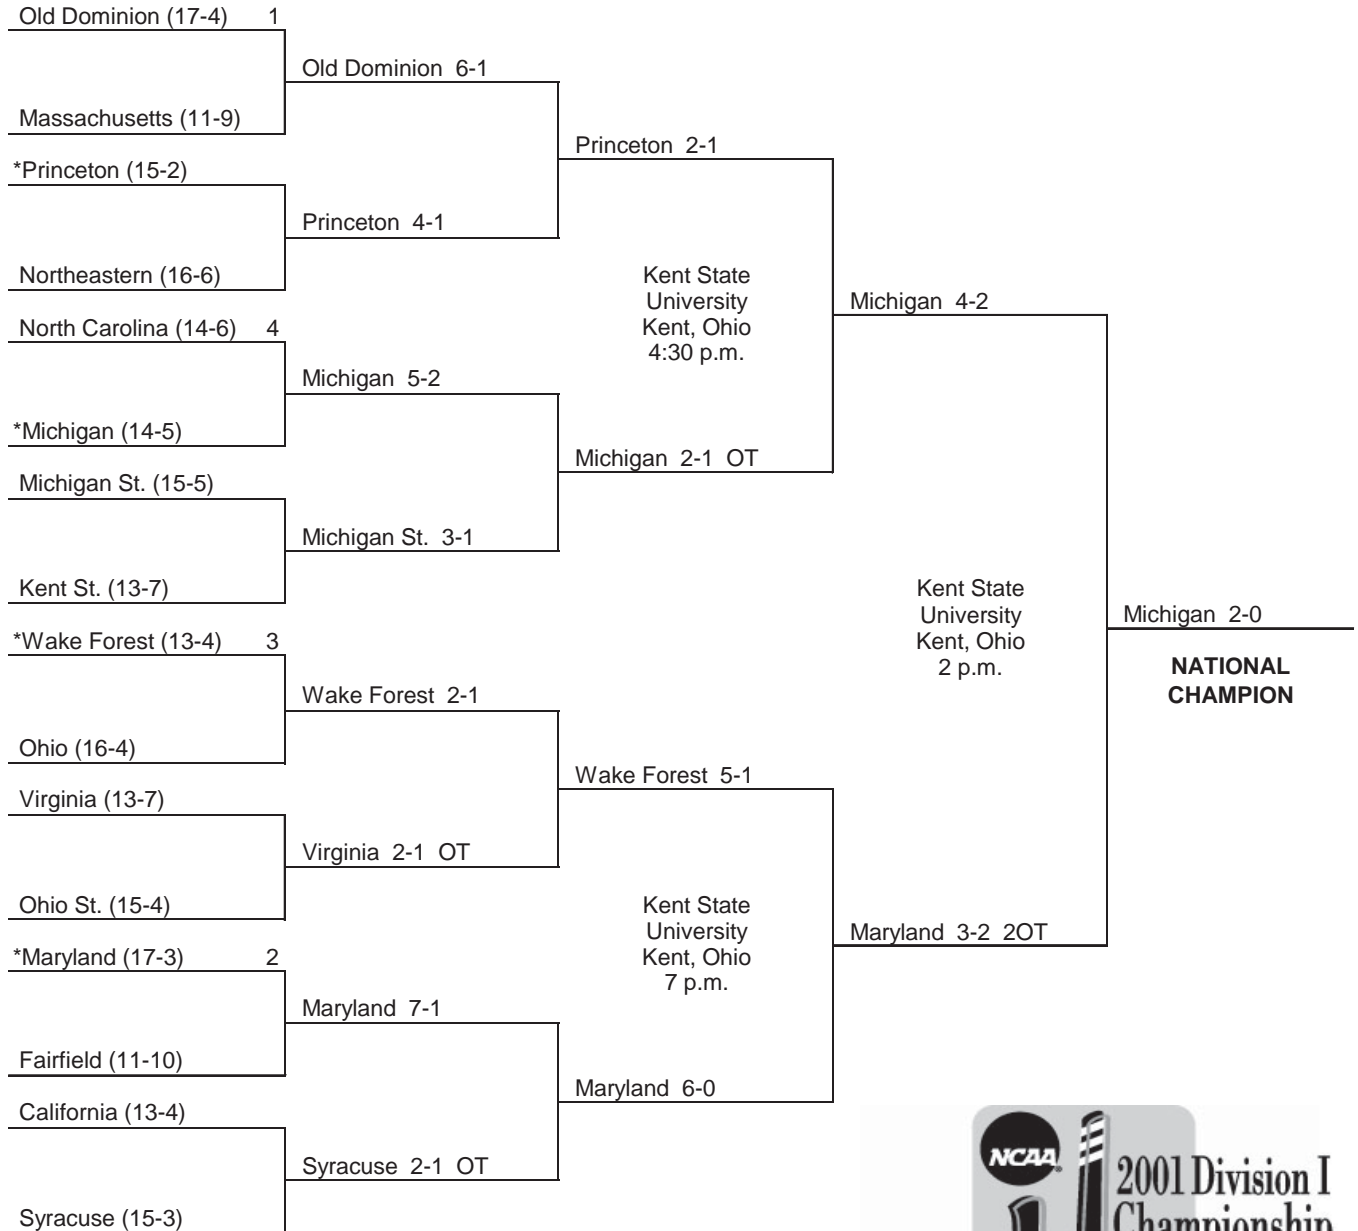 Old Dominion (17-4) 1
Old Dominion 6-1
Massachusetts (11-9)
Princeton 2-1
*Princeton (15-2)
Princeton 4-1
Northeastern (16-6)
Kent State
University
Kent, Ohio
4:30 p.m.
Michigan 4-2
North Carolina (14-6) 4
Michigan 5-2
*Michigan (14-5)
Michigan 2-1 OT
Michigan St. (15-5)
Michigan St. 3-1
Kent St. (13-7)
Kent State
University
Kent, Ohio
2 p.m.
Michigan 2-0
NATIONAL
CHAMPION
*Wake Forest (13-4) 3
Wake Forest 2-1
Ohio (16-4)
Wake Forest 5-1
Virginia (13-7)
Virginia 2-1 OT
Ohio St. (15-4)
Kent State
University
Kent, Ohio
7 p.m.
Maryland 3-2 2OT
*Maryland (17-3) 2
Maryland 7-1
Fairfield (11-10)
Maryland 6-0
California (13-4)
Syracuse 2-1 OT
Syracuse (15-3)
NCAA
2001 Division I
Championship